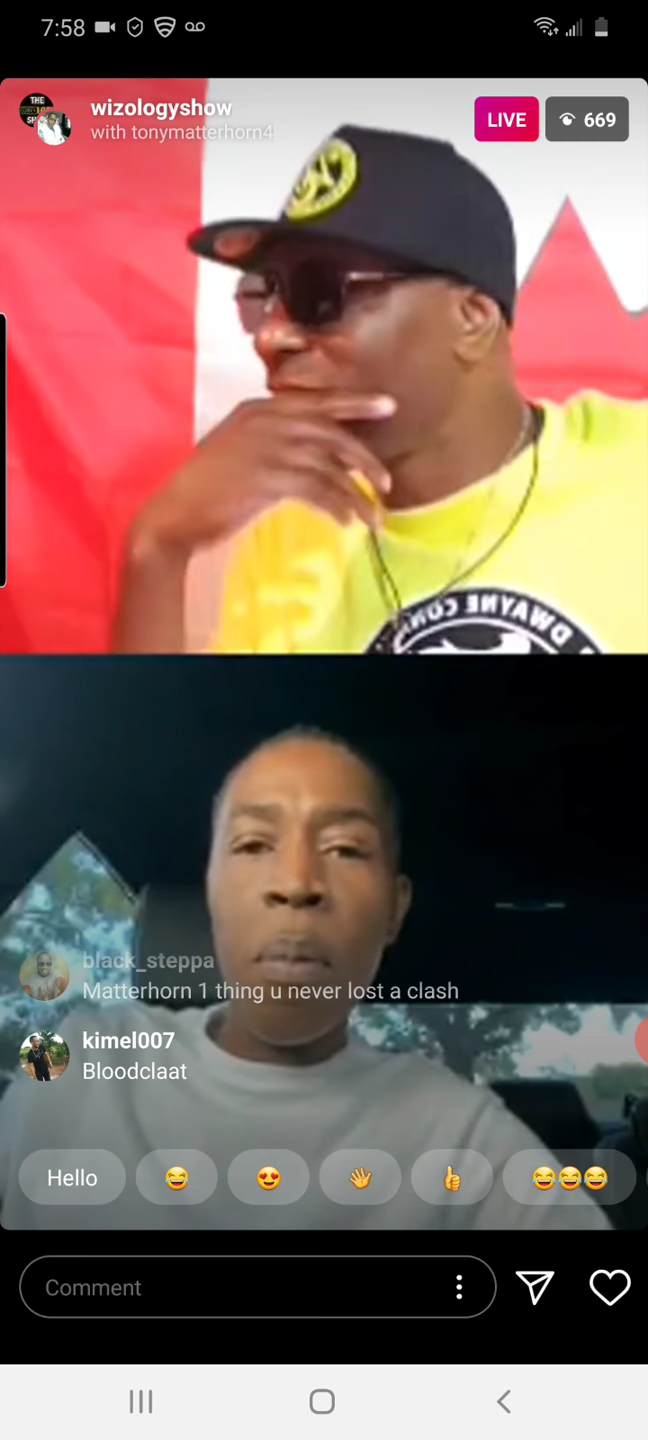 7:58
THE
wizologyshow
with tonymatterhorn4
LIVE
669
DWAYNE
black_steppa
Matterhorn 1 thing u never lost a clash
kimel007
Bloodclaat
Hello
Comment